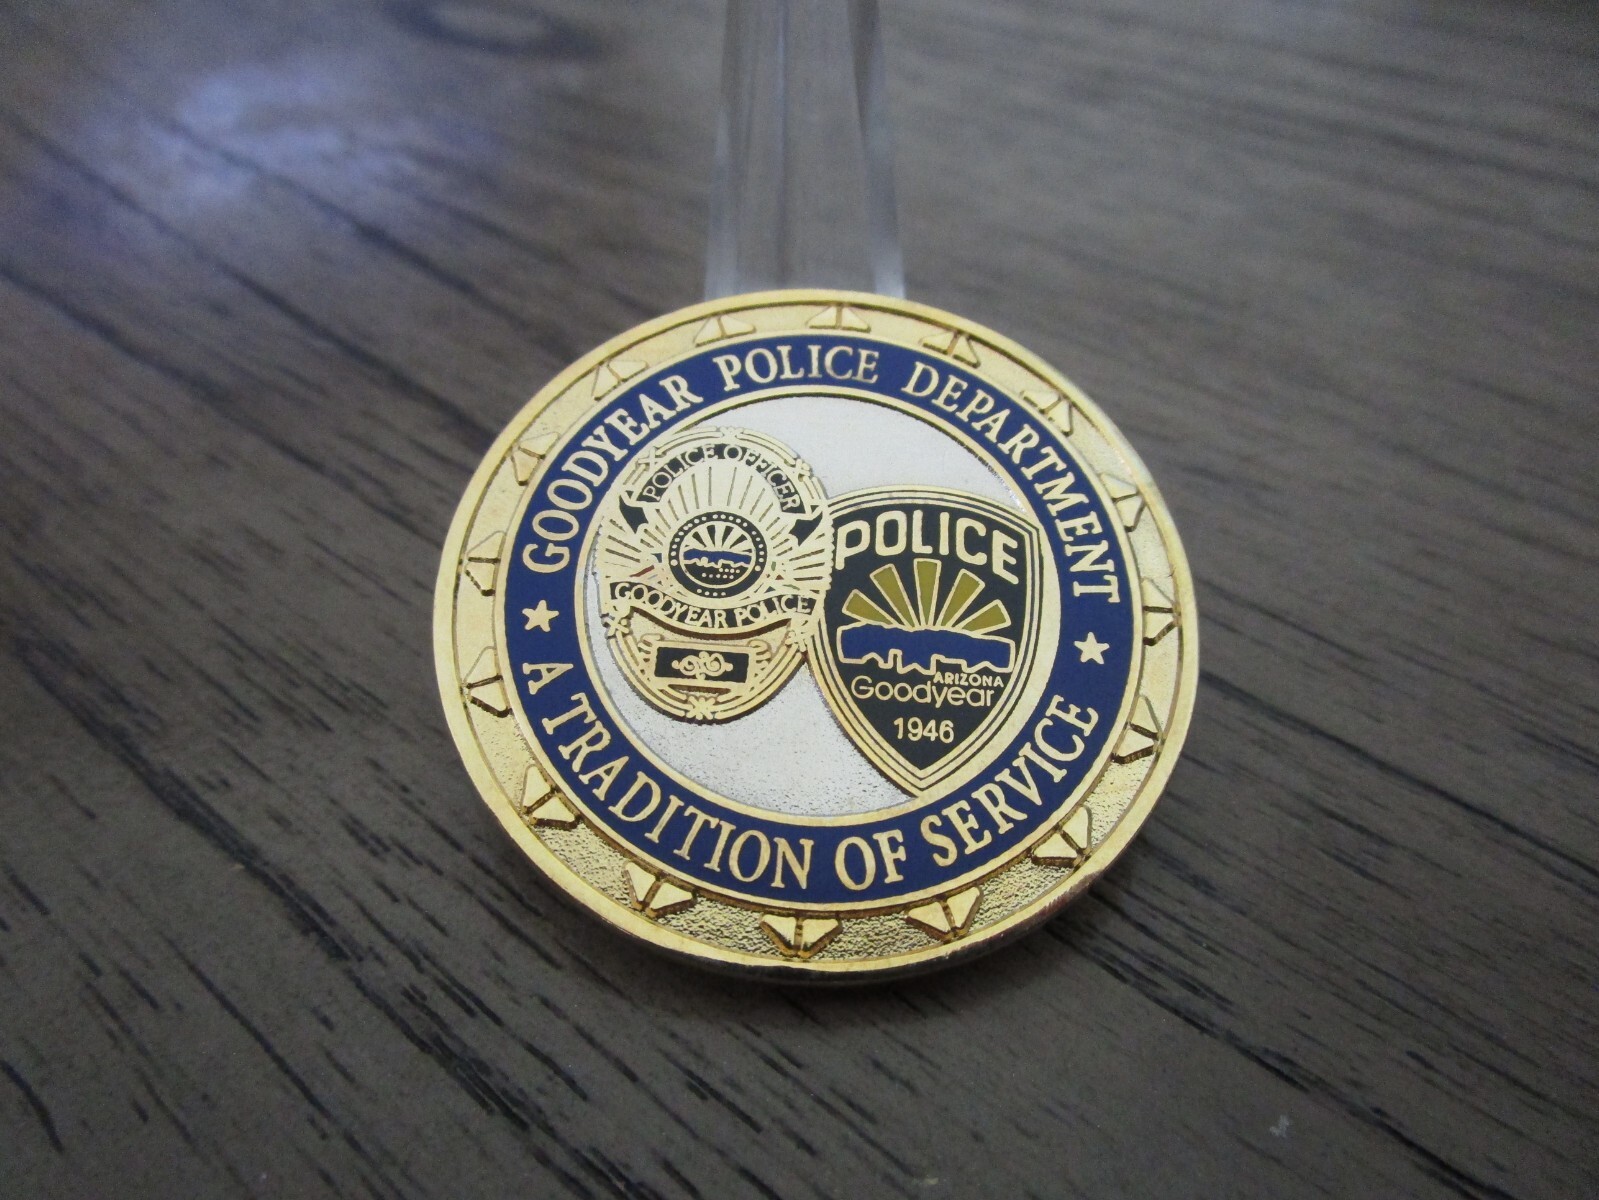 GOODYEAR POLICE DEPARTMENT
POLICE OFFICER
GOODYEAR POLICE
POLICE
ARIZONA
Goodyear
1946
A TRADITION OF SERVICE